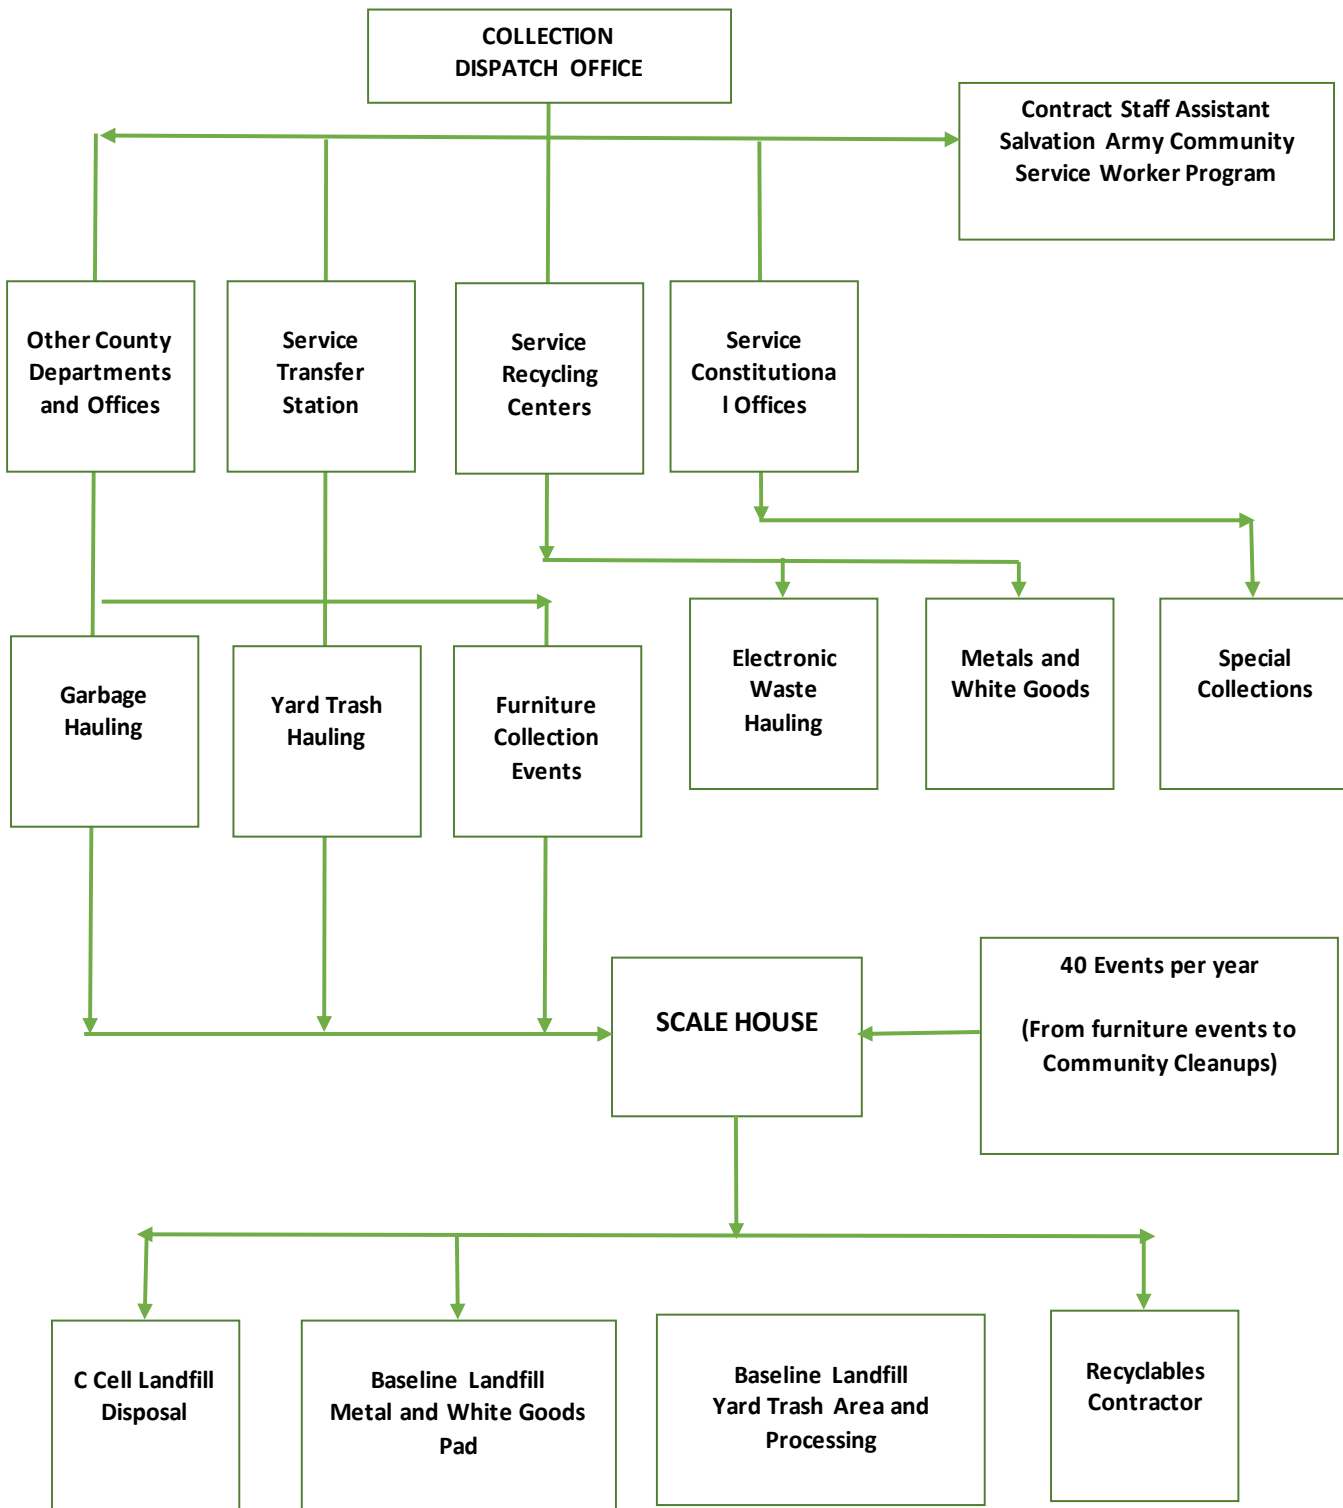 COLLECTION
DISPATCH OFFICE
Contract Staff Assistant
Salvation Army Community
Service Worker Program
Other County
Departments
and Offices
Service
Transfer
Station
Service
Recycling
Centers
Service
Constitutiona
l Offices
Garbage
Hauling
Yard Trash
Hauling
Furniture
Collection
Events
Electronic
Waste
Hauling
Metals and
White Goods
Special
Collections
SCALE HOUSE
40 Events per year
(From furniture events to
Community Cleanups)
C Cell Landfill
Disposal
Baseline Landfill
Metal and White Goods
Pad
Baseline Landfill
Yard Trash Area and
Processing
Recyclables
Contractor